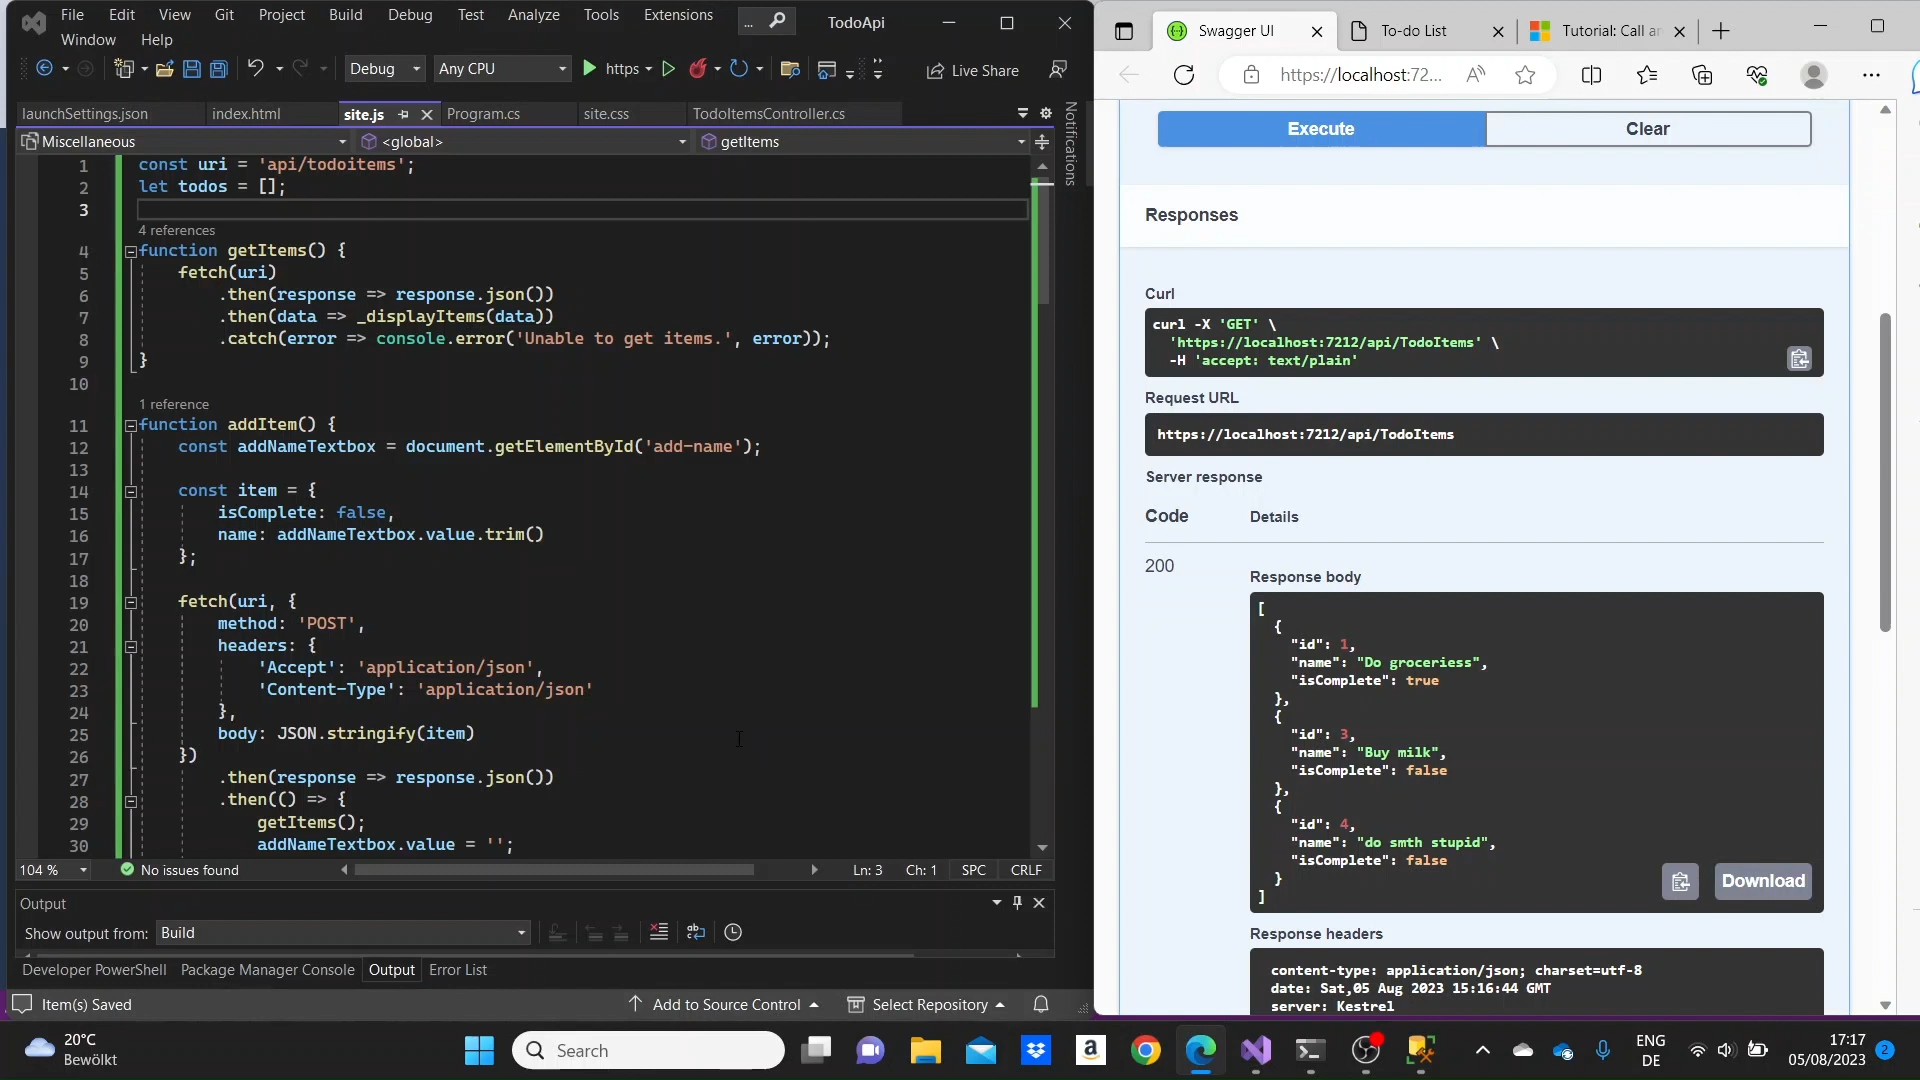 File Edit View Git Project Build Debug Test Analyze Tools Extensions ... TodoApi
Window Help
Debug Any CPU https Live Share
launchSettings.json index.html site.js Program.cs site.css TodoItemsController.cs
Miscellaneous <global> getItems
Notifications
1 const uri = 'api/todoitems';
2 let todos = [];
3
4 references
4 function getItems() {
5 fetch(uri)
6 .then(response => response.json())
7 .then(data => _displayItems(data))
8 .catch(error => console.error('Unable to get items.', error));
9 }
10
1 reference
11 function addItem() {
12 const addNameTextbox = document.getElementById('add-name');
13
14 const item = {
15 isComplete: false,
16 name: addNameTextbox.value.trim()
17 };
18
19 fetch(uri, {
20 method: 'POST',
21 headers: {
22 'Accept': 'application/json',
23 'Content-Type': 'application/json'
24 },
25 body: JSON.stringify(item)
26 })
27 .then(response => response.json())
28 .then(() => {
29 getItems();
30 addNameTextbox.value = '';
104 % No issues found Ln: 3 Ch: 1 SPC CRLF
Output
Show output from: Build
Developer PowerShell Package Manager Console Output Error List
Item(s) Saved Add to Source Control Select Repository
Swagger UI To-do List Tutorial: Call an
https://localhost:72...
Execute Clear
Responses
Curl
curl -X 'GET' \
'https://localhost:7212/api/TodoItems' \
-H 'accept: text/plain'
Request URL
https://localhost:7212/api/TodoItems
Server response
Code Details
200
Response body
[
{
"id": 1,
"name": "Do groceriess",
"isComplete": true
},
{
"id": 3,
"name": "Buy milk",
"isComplete": false
},
{
"id": 4,
"name": "do smth stupid",
"isComplete": false
}
]
Download
Response headers
content-type: application/json; charset=utf-8
date: Sat,05 Aug 2023 15:16:44 GMT
server: Kestrel
20°C
Bewölkt
Search
ENG
DE
17:17
05/08/2023
2